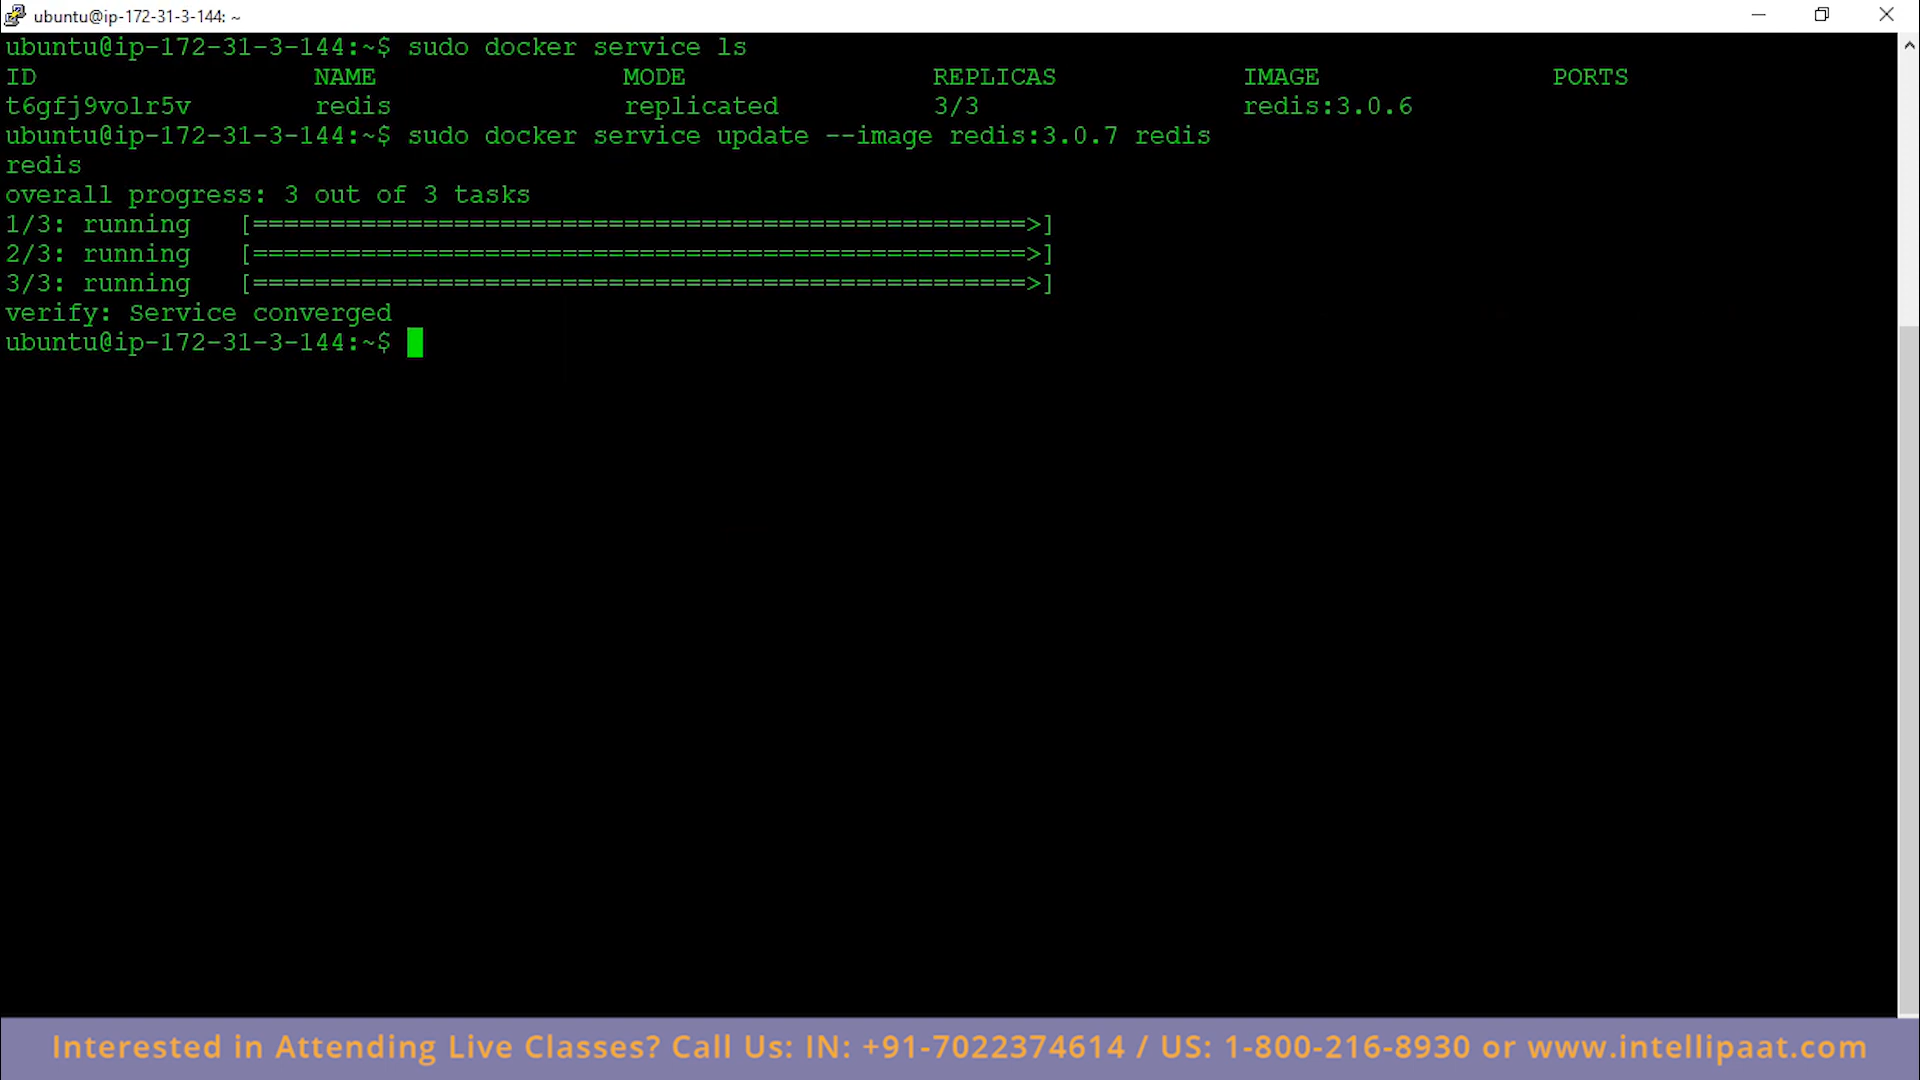 ubuntu@ip-172-31-3-144: ~
ubuntu@ip-172-31-3-144:~$ sudo docker service ls
ID NAME MODE REPLICAS IMAGE PORTS
t6gfj9volr5v redis replicated 3/3 redis:3.0.6
ubuntu@ip-172-31-3-144:~$ sudo docker service update --image redis:3.0.7 redis
redis
overall progress: 3 out of 3 tasks
1/3: running [==================================================>]
2/3: running [==================================================>]
3/3: running [==================================================>]
verify: Service converged
ubuntu@ip-172-31-3-144:~$
Interested in Attending Live Classes? Call Us: IN: +91-7022374614 / US: 1-800-216-8930 or www.intellipaat.com